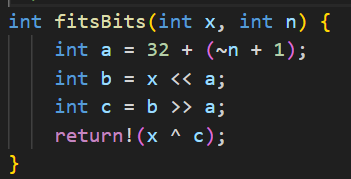 int fitsBits(int x, int n) {
    int a = 32 + (~n + 1);
    int b = x << a;
    int c = b >> a;
    return!(x ^ c);
}